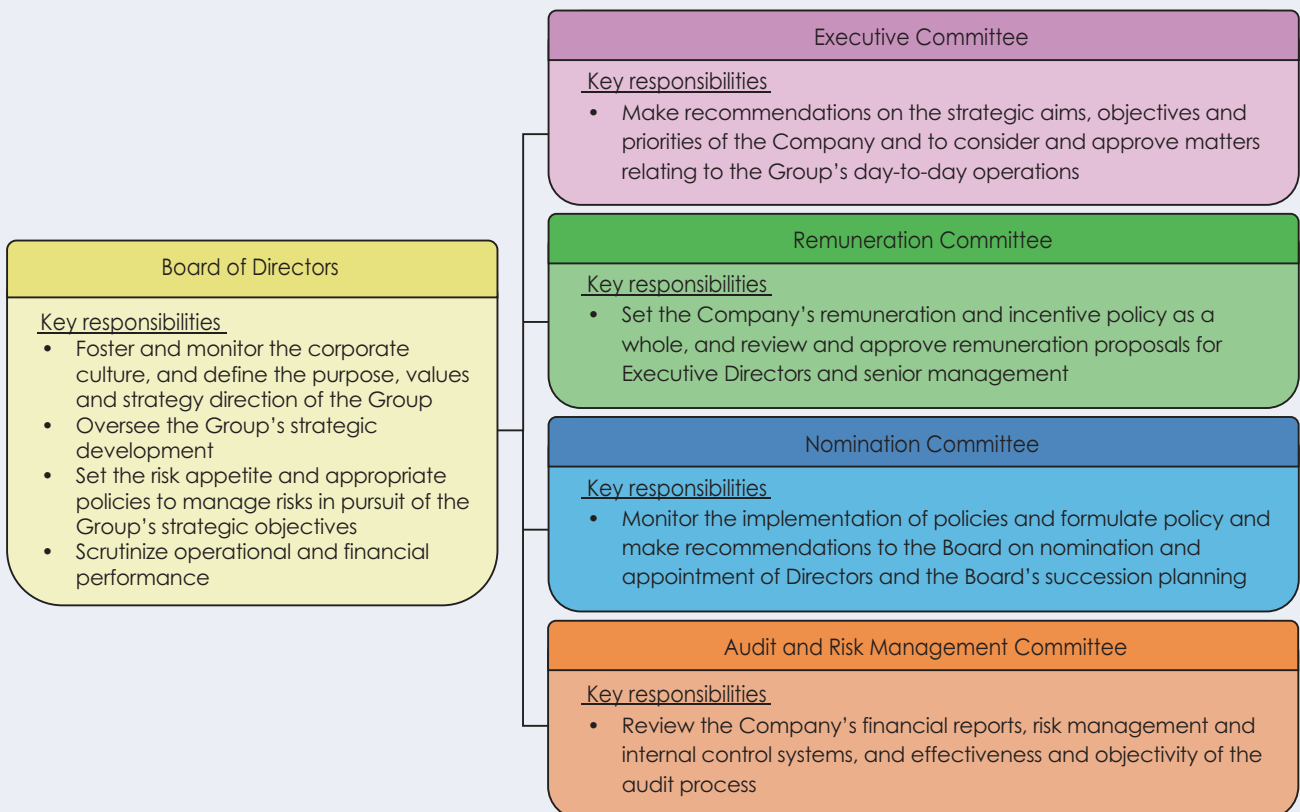 Board of Directors
Key responsibilities
• Foster and monitor the corporate
culture, and define the purpose, values
and strategy direction of the Group
• Oversee the Group’s strategic
development
• Set the risk appetite and appropriate
policies to manage risks in pursuit of the
Group’s strategic objectives
• Scrutinize operational and financial
performance
Executive Committee
Key responsibilities
• Make recommendations on the strategic aims, objectives and
priorities of the Company and to consider and approve matters
relating to the Group’s day-to-day operations
Remuneration Committee
Key responsibilities
• Set the Company’s remuneration and incentive policy as a
whole, and review and approve remuneration proposals for
Executive Directors and senior management
Nomination Committee
Key responsibilities
• Monitor the implementation of policies and formulate policy and
make recommendations to the Board on nomination and
appointment of Directors and the Board’s succession planning
Audit and Risk Management Committee
Key responsibilities
• Review the Company’s financial reports, risk management and
internal control systems, and effectiveness and objectivity of the
audit process